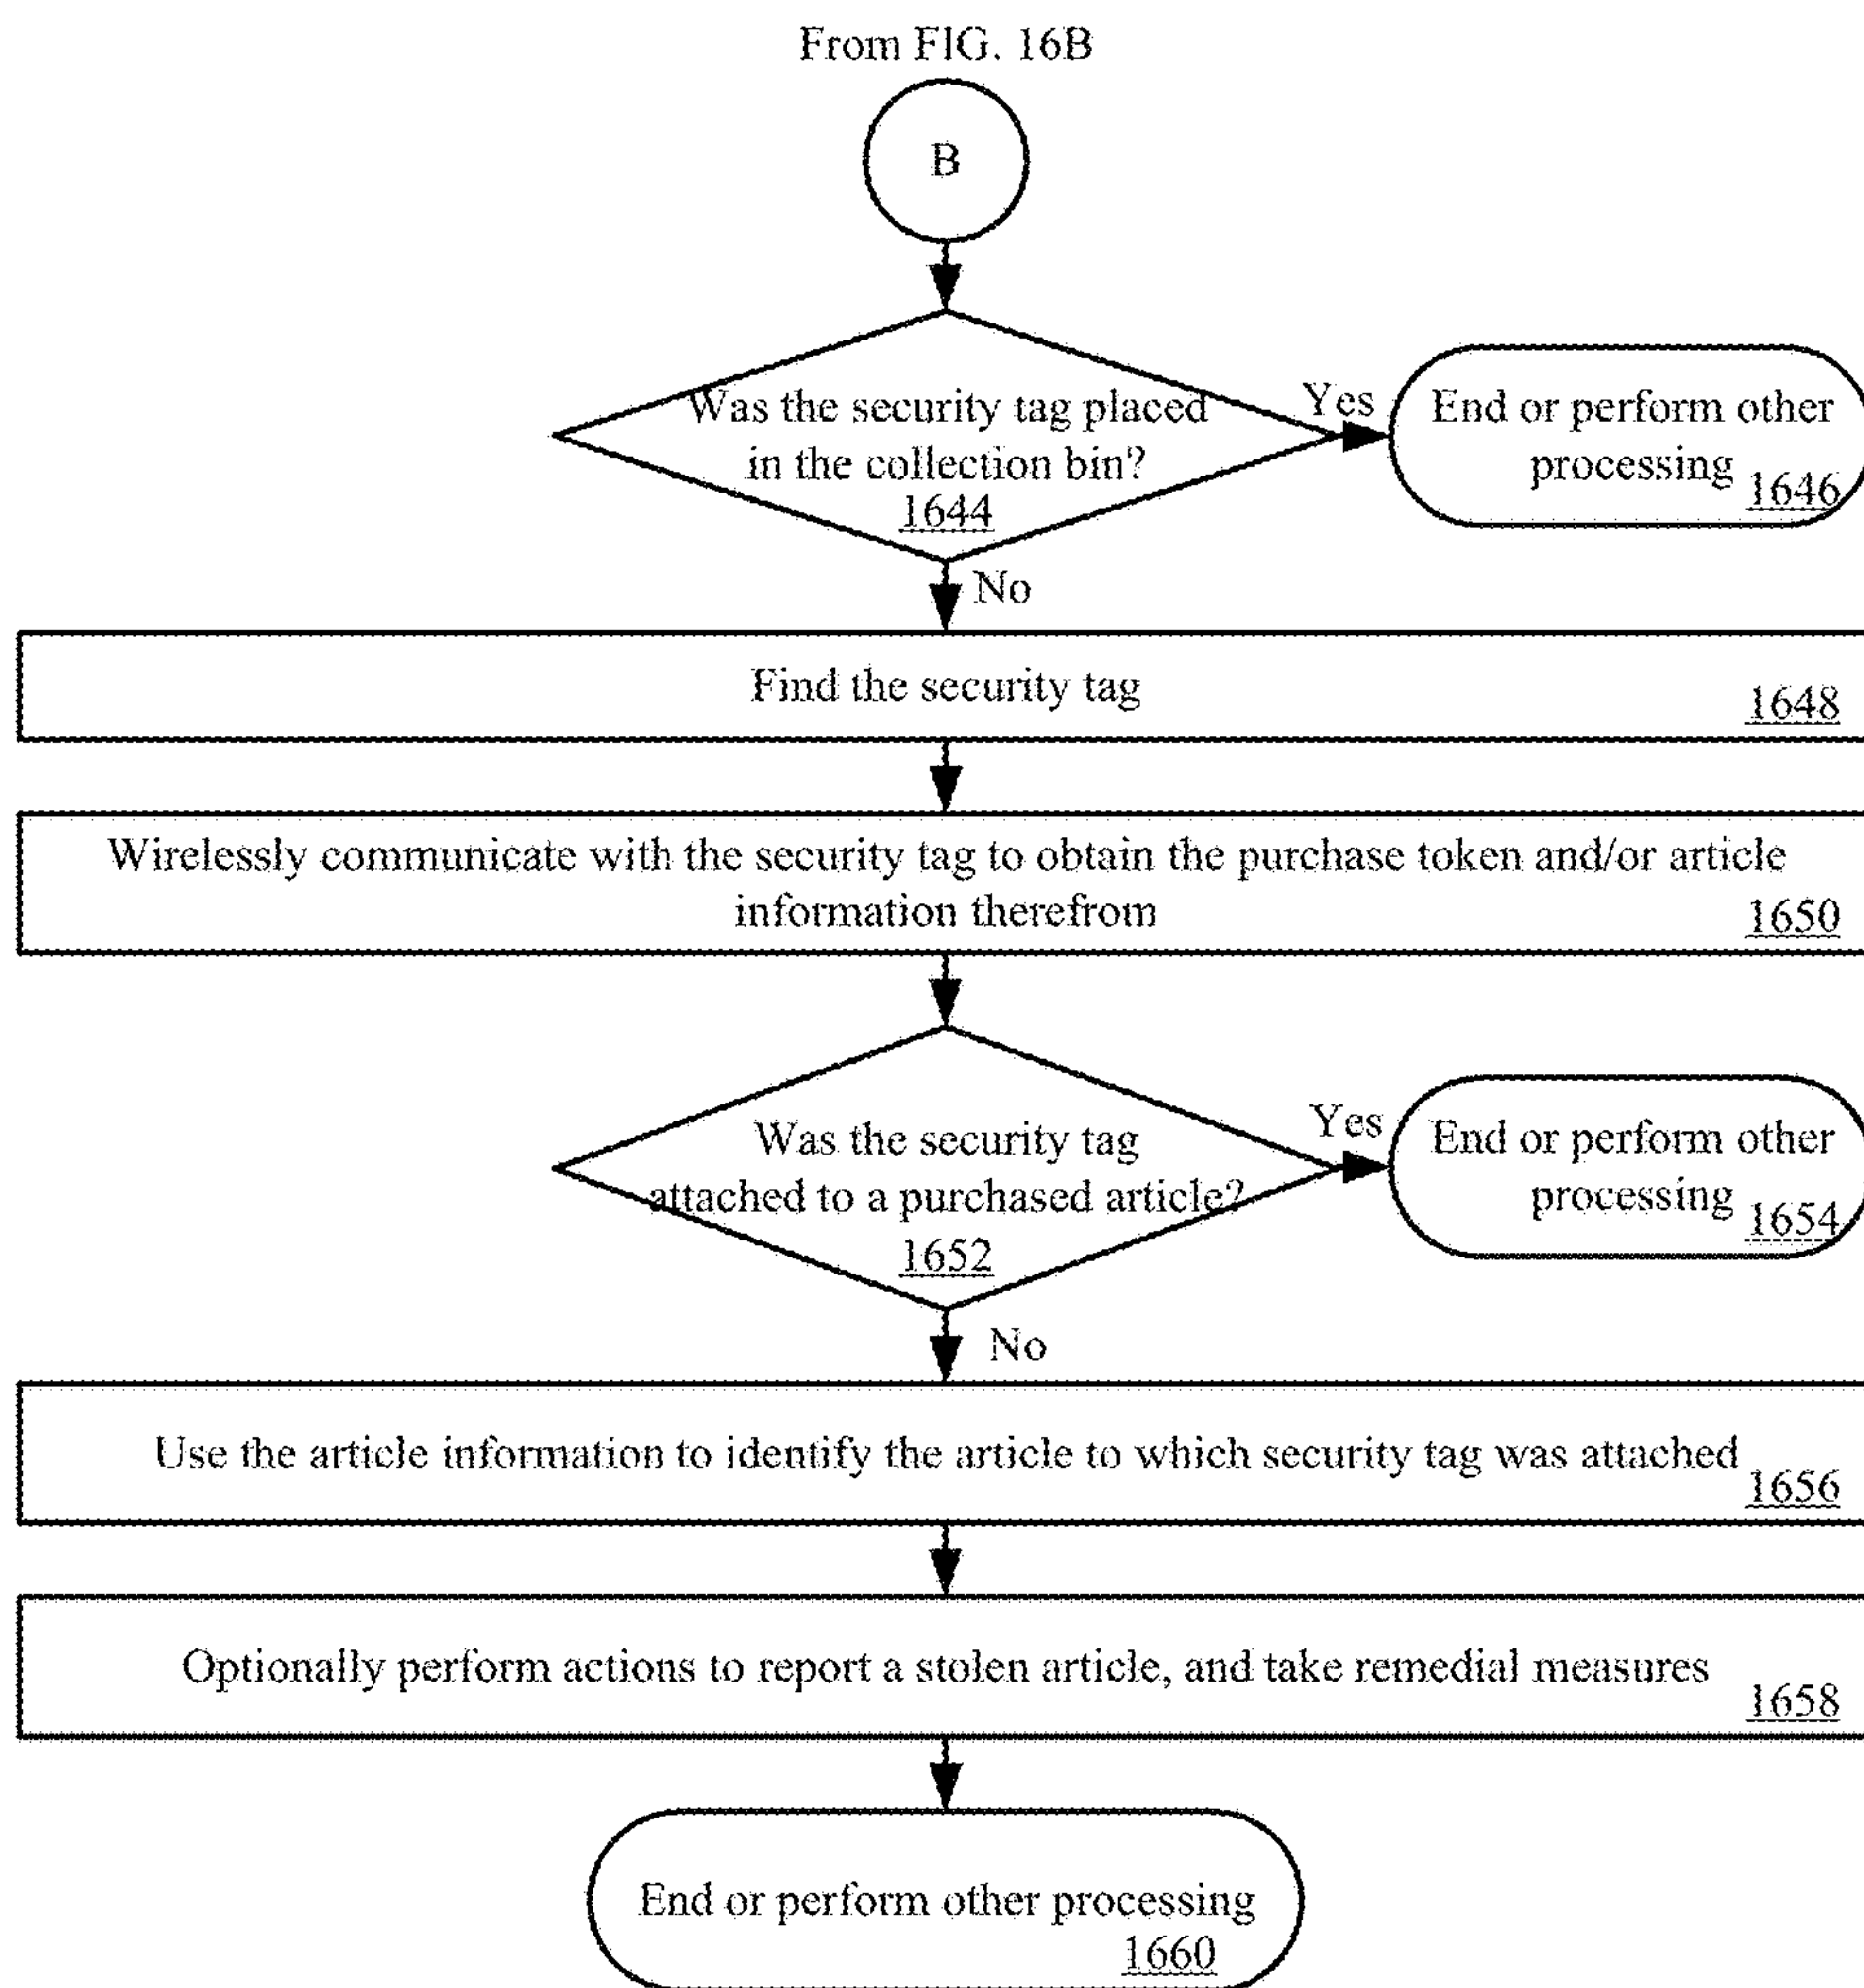 From FIG. 16B
B
Was the security tag placed
in the collection bin?
1644
Yes
End or perform other
processing 1646
No
Find the security tag
1648
Wirelessly communicate with the security tag to obtain the purchase token and/or article
information therefrom
1650
Was the security tag
attached to a purchased article?
1652
Yes
End or perform other
processing 1654
No
Use the article information to identify the article to which security tag was attached
1656
Optionally perform actions to report a stolen article, and take remedial measures
1658
End or perform other processing
1660